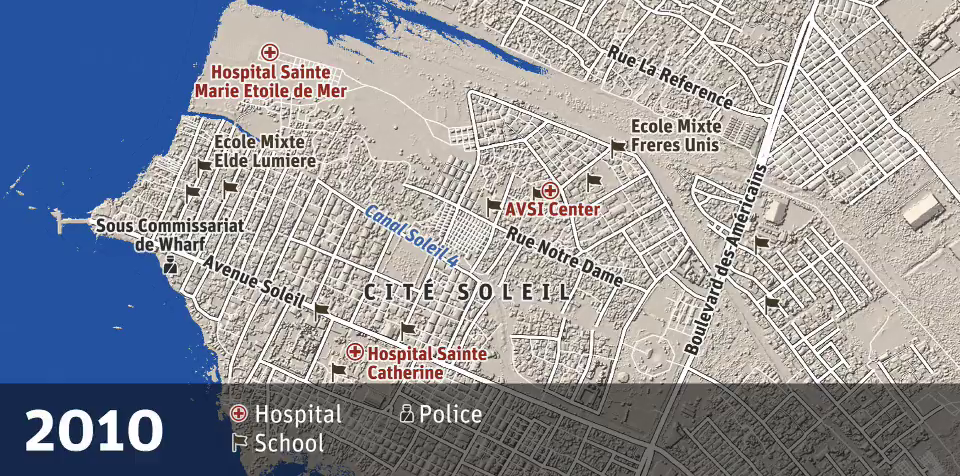 Hospital Sainte
Marie Etoile de Mer
Rue La Reference
Ecole Mixte
Freres Unis
Ecole Mixte
Elde Lumiere
AVSI Center
Sous Commissariat
de Wharf
Canal Soleil 4
Rue Notre Dame
Boulevard des Américains
Avenue Soleil
CITÉ SOLEIL
Hospital Sainte
Catherine
2010
Hospital
Police
School